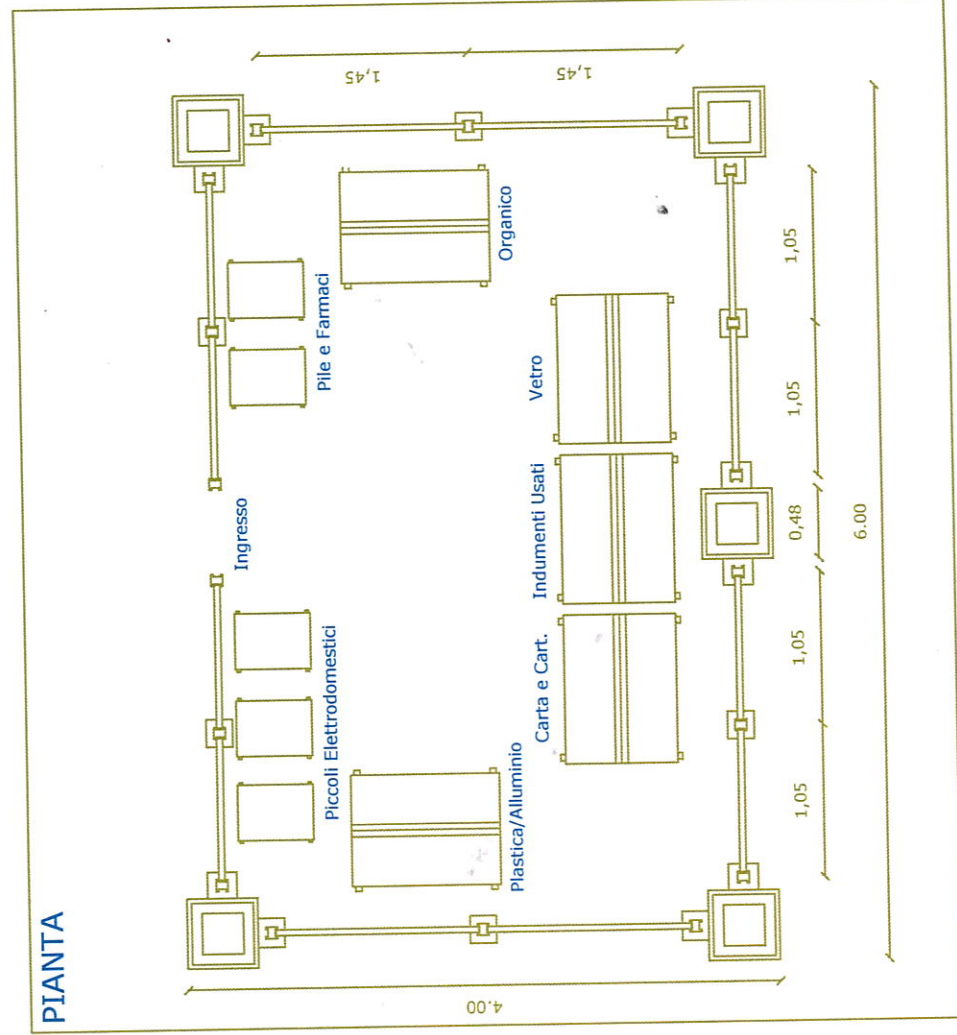 PIANTA
1,45
1,45
Organico
Pile e Farmaci
Ingresso
Piccoli Elettrodomestici
Plastica/Alluminio
Vetro
Indumenti Usati
Carta e Cart.
1,05
1,05
0,48
1,05
1,05
6.00
4.00